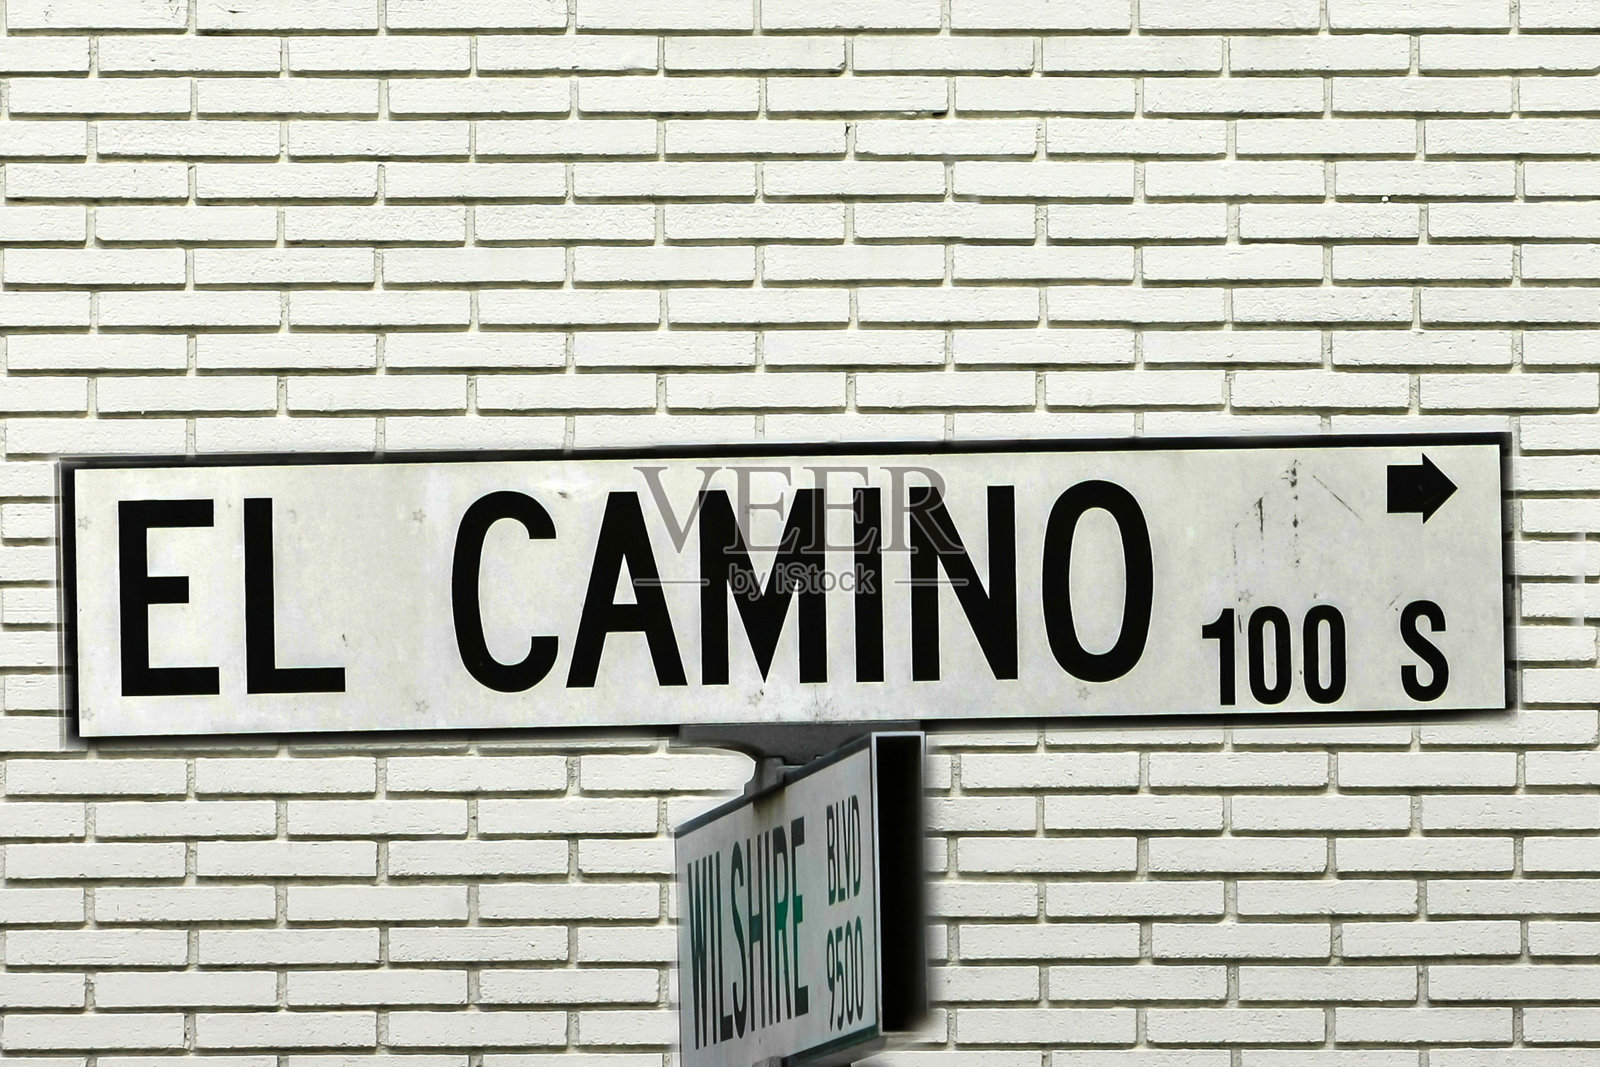 EL CAMINO
100 S
VEER
by iStock
WILSHIRE BLVD
9500